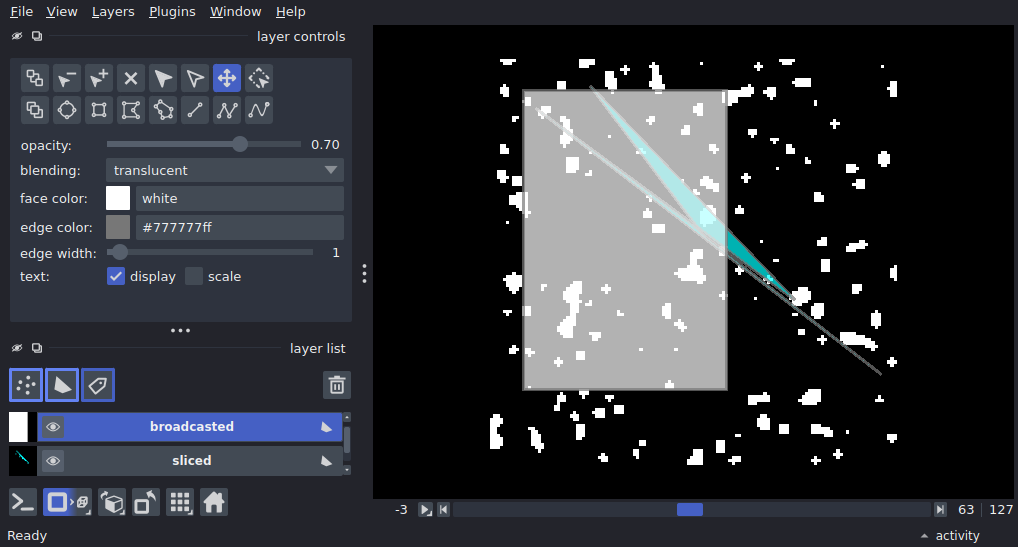 File View Layers Plugins Window Help
layer controls
opacity: 0.70
blending: translucent
face color: white
edge color: #777777ff
edge width: 1
text: display scale
layer list
broadcasted
sliced
-3 63 127
Ready activity